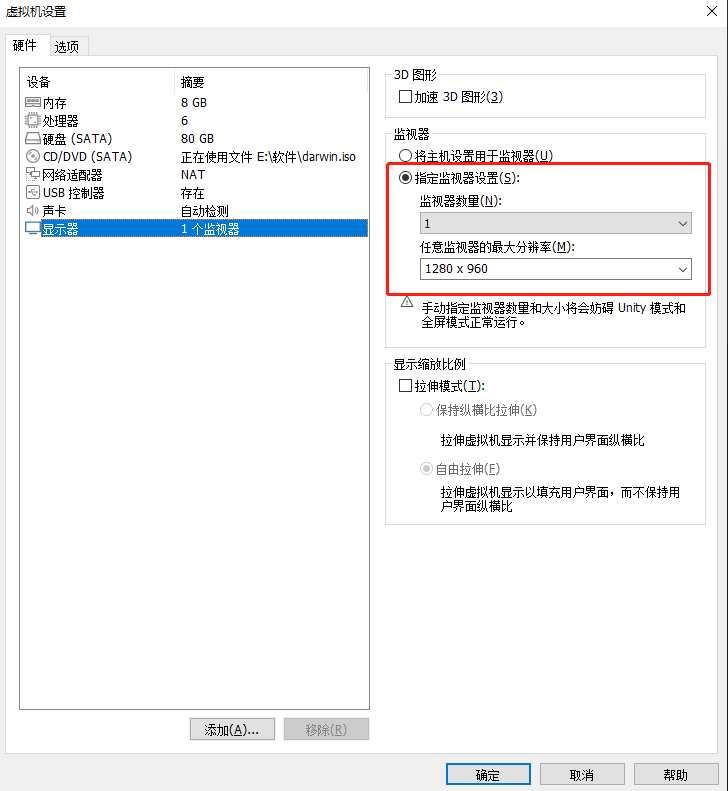 虚拟机设置
硬件 选项
设备 摘要
内存 8 GB
处理器 6
硬盘 (SATA) 80 GB
CD/DVD (SATA) 正在使用文件 E:\软件\darwin.iso
网络适配器 NAT
USB 控制器 存在
声卡 自动检测
显示器 1 个监视器
添加(A)... 移除(R)
3D 图形
加速 3D 图形(3)
监视器
将主机设置用于监视器(U)
指定监视器设置(S):
监视器数量(N):
1
任意监视器的最大分辨率(M):
1280 x 960
手动指定监视器数量和大小将会妨碍 Unity 模式和
全屏模式正常运行。
显示缩放比例
拉伸模式(T):
保持纵横比拉伸(K)
拉伸虚拟机显示并保持用户界面纵横比
自由拉伸(F)
拉伸虚拟机显示以填充用户界面，而不保持用
户界面纵横比
确定 取消 帮助